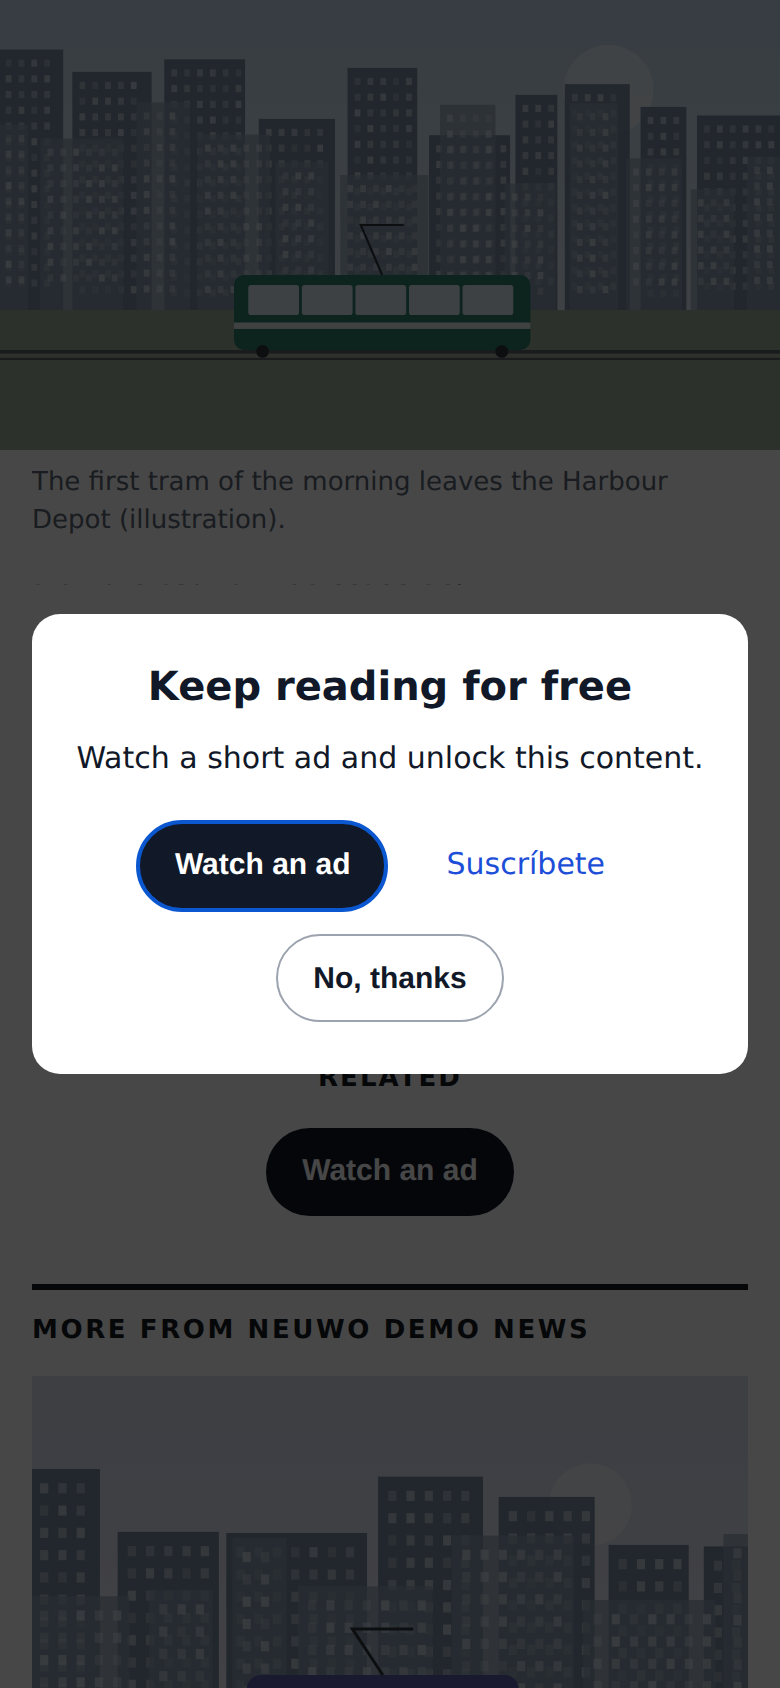 The first tram of the morning leaves the Harbour
Depot (illustration).
Keep reading for free
Watch a short ad and unlock this content.
Watch an ad
Suscríbete
No, thanks
RELATED
Watch an ad
MORE FROM NEUWO DEMO NEWS